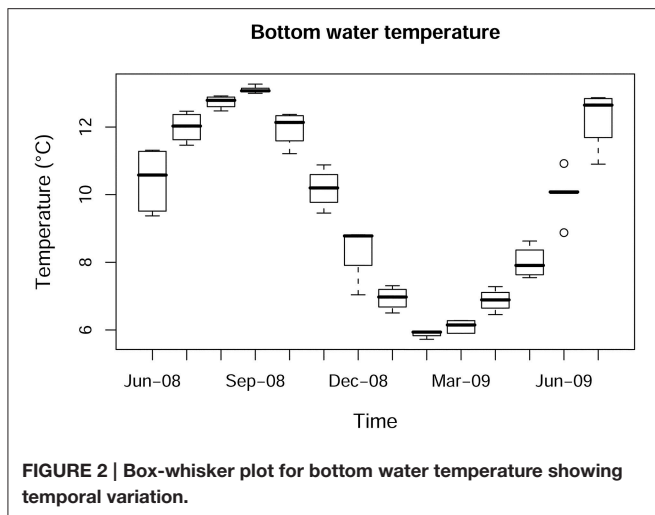 Bottom water temperature
Temperature (°C)
12
10
8
6
Jun–08 Sep–08 Dec–08 Mar–09 Jun–09
Time
FIGURE 2 | Box-whisker plot for bottom water temperature showing
temporal variation.